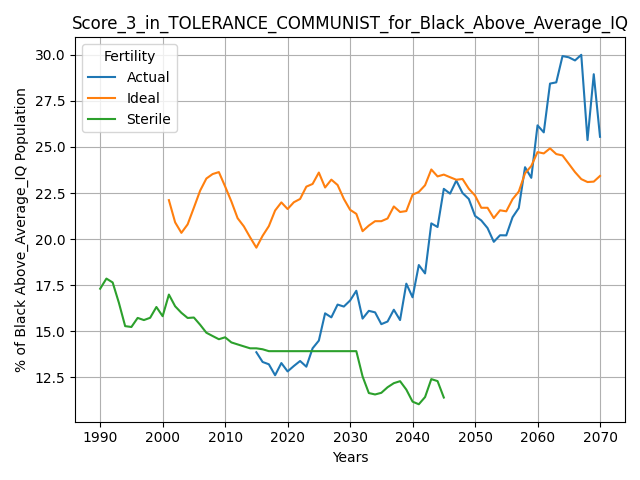 Score_3_in_TOLERANCE_COMMUNIST_for_Black_Above_Average_IQ
Fertility
Actual
Ideal
Sterile
% of Black Above_Average_IQ Population
30.0
27.5
25.0
22.5
20.0
17.5
15.0
12.5
1990 2000 2010 2020 2030 2040 2050 2060 2070
Years